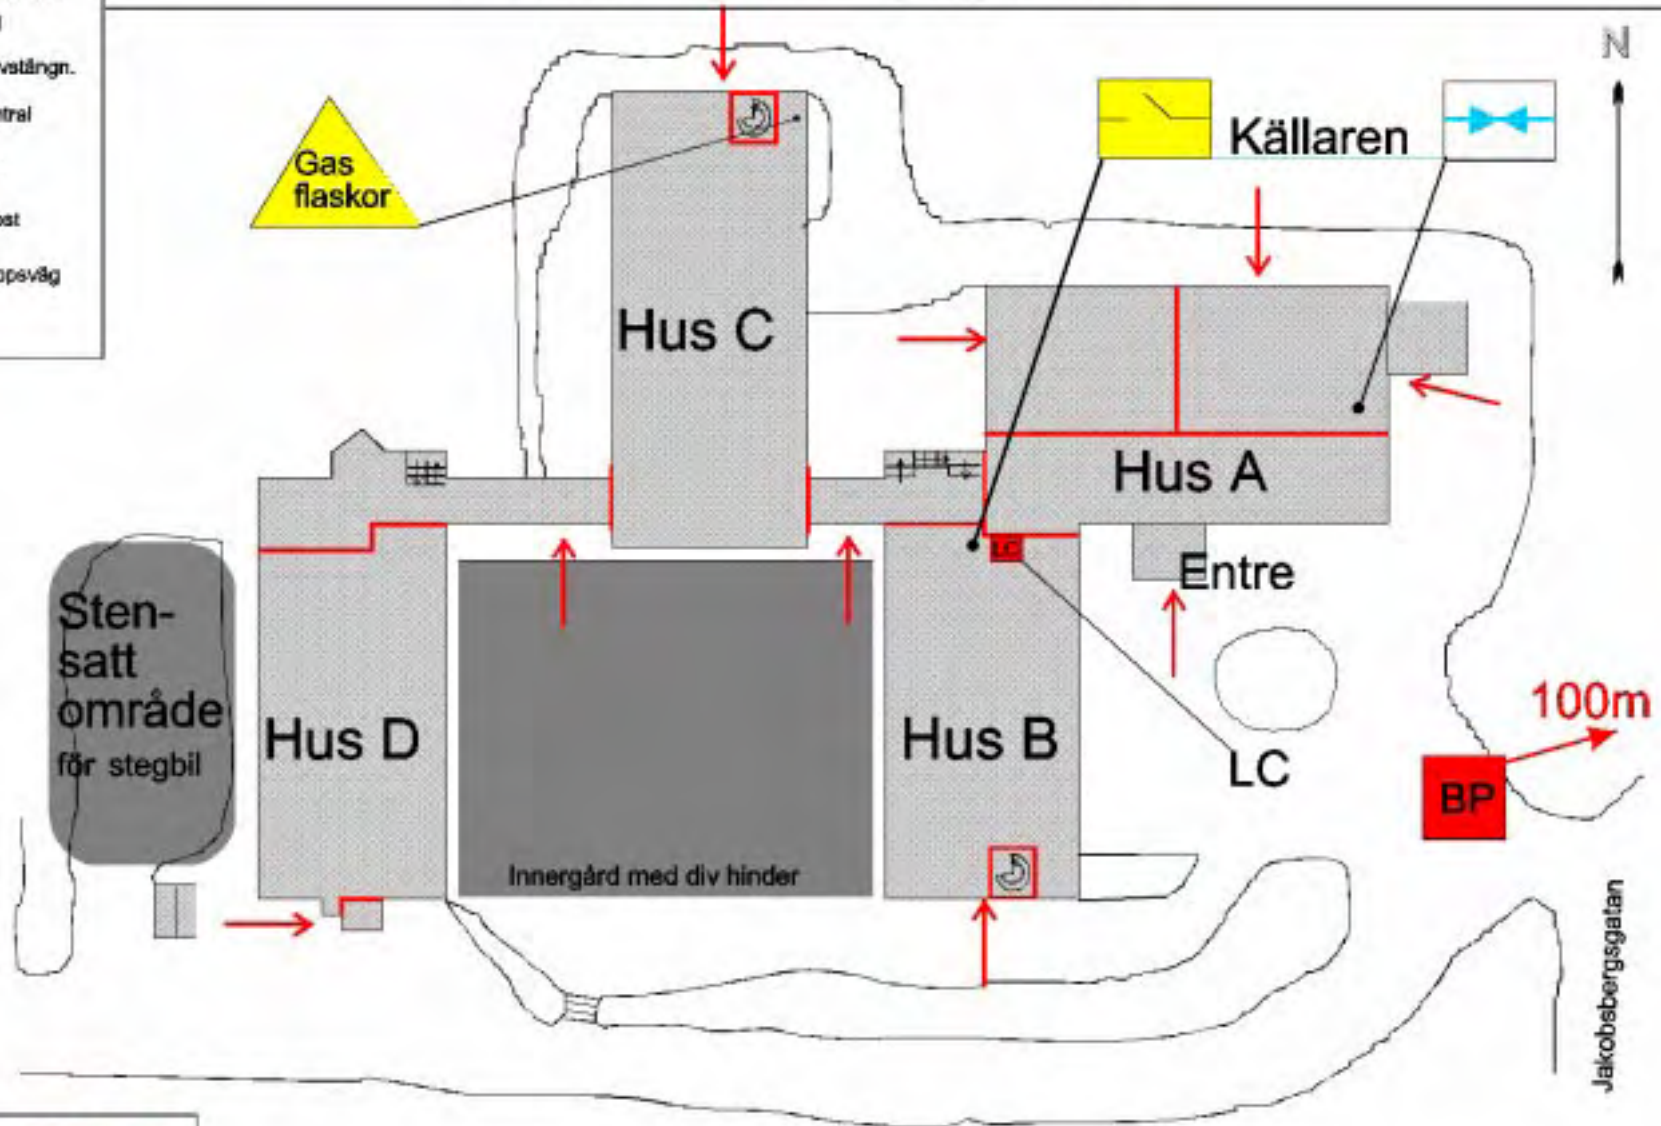 N
Gas
flaskor
Källaren
Hus C
Hus A
LC
Entre
Sten-
satt
område
för stegbil
Hus D
Hus B
100m
LC
BP
Innergård med div hinder
Jakobsbergsgatan